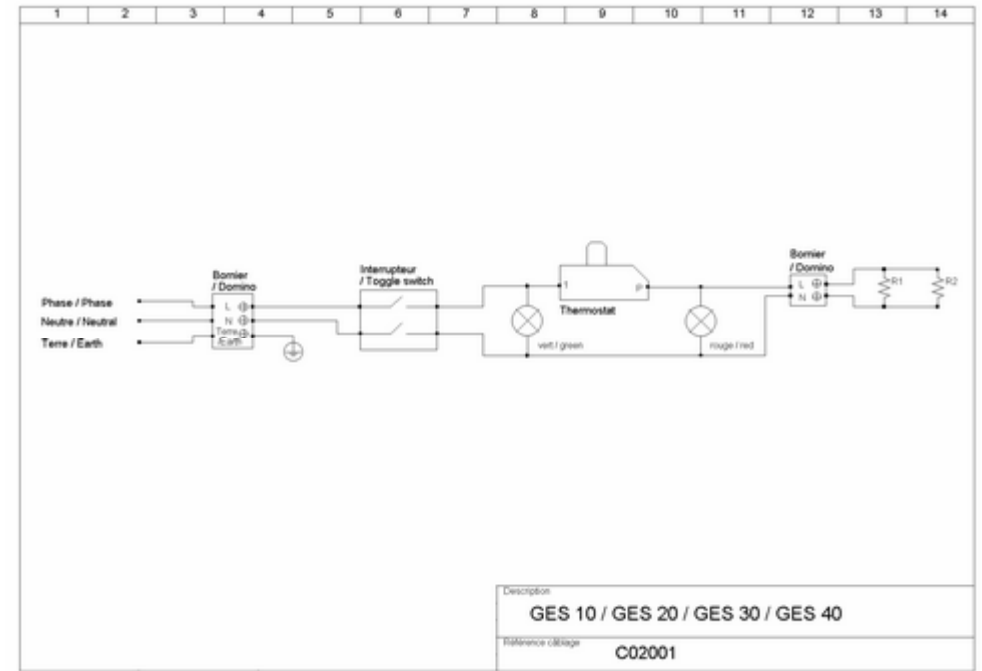 1 2 3 4 5 6 7 8 9 10 11 12 13 14
Bornier
/ Domino
Interrupteur
/ Toggle switch
Bornier
/ Domino
Phase / Phase
Neutre / Neutral
Terre / Earth
L
N
Terre
/Earth
1
P
Thermostat
vert / green
rouge / red
L
N
R1
R2
Description
GES 10 / GES 20 / GES 30 / GES 40
Référence câblage
C02001